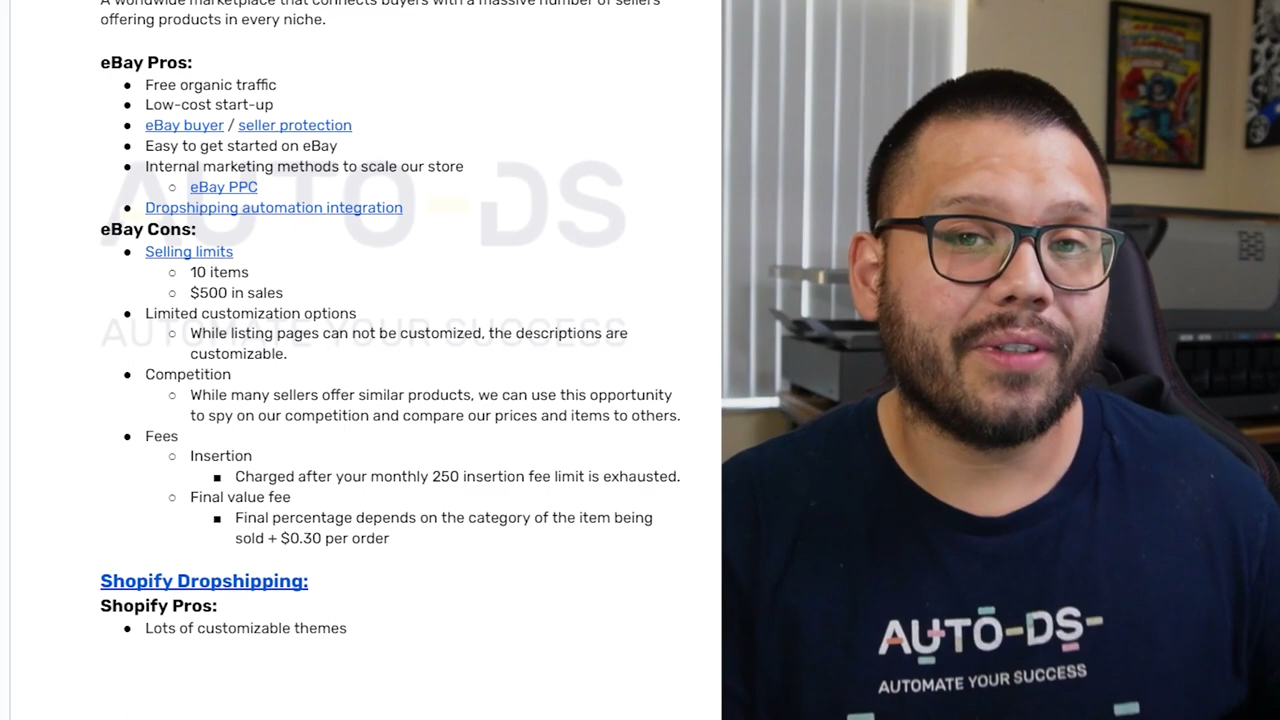 A worldwide marketplace that connects buyers with a massive number of sellers
offering products in every niche.
eBay Pros:
● Free organic traffic
● Low-cost start-up
● eBay buyer / seller protection
● Easy to get started on eBay
● Internal marketing methods to scale our store
○ eBay PPC
● Dropshipping automation integration
eBay Cons:
● Selling limits
○ 10 items
○ $500 in sales
● Limited customization options
○ While listing pages can not be customized, the descriptions are
customizable.
● Competition
○ While many sellers offer similar products, we can use this opportunity
to spy on our competition and compare our prices and items to others.
● Fees
○ Insertion
■ Charged after your monthly 250 insertion fee limit is exhausted.
○ Final value fee
■ Final percentage depends on the category of the item being
sold + $0.30 per order
Shopify Dropshipping:
Shopify Pros:
● Lots of customizable themes
AUTO-DS
AUTOMATE YOUR SUCCESS
AUTO-DS-
AUTOMATE YOUR SUCCESS